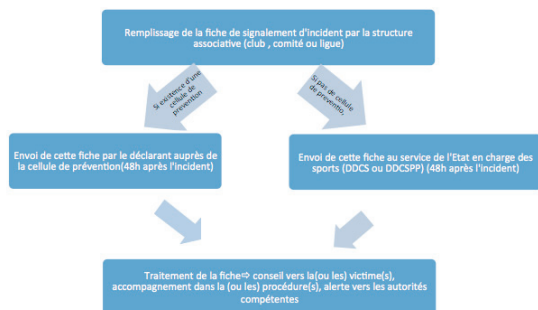 Remplissage de la fiche de signalement d'incident par la structure
associative (club , comité ou ligue)
Si existence d'une
cellule de
prevention
Si pas de cellule
de preventio,
Envoi de cette fiche par le déclarant auprès de
la cellule de prévention(48h après l'incident)
Envoi de cette fiche au service de l'Etat en charge des
sports (DDCS ou DDCSPP) (48h après l'incident)
Traitement de la fiche⇨ conseil vers la(ou les) victime(s),
accompagnement dans la (ou les) procédure(s), alerte vers les autorités
compétentes